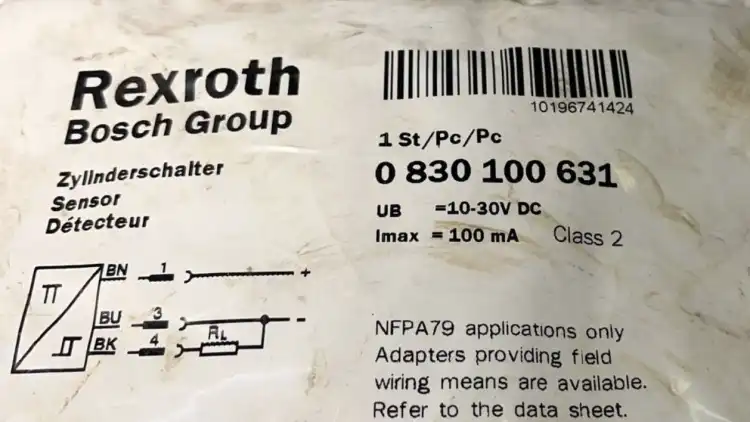 Rexroth
Bosch Group
Zylinderschalter
Sensor
Détecteur
10196741424
1 St/Pc/Pc
0 830 100 631
UB =10-30V DC
Imax = 100 mA Class 2
BN 1 +
BU 3 -
BK 4 RL
NFPA79 applications only
Adapters providing field
wiring means are available.
Refer to the data sheet.